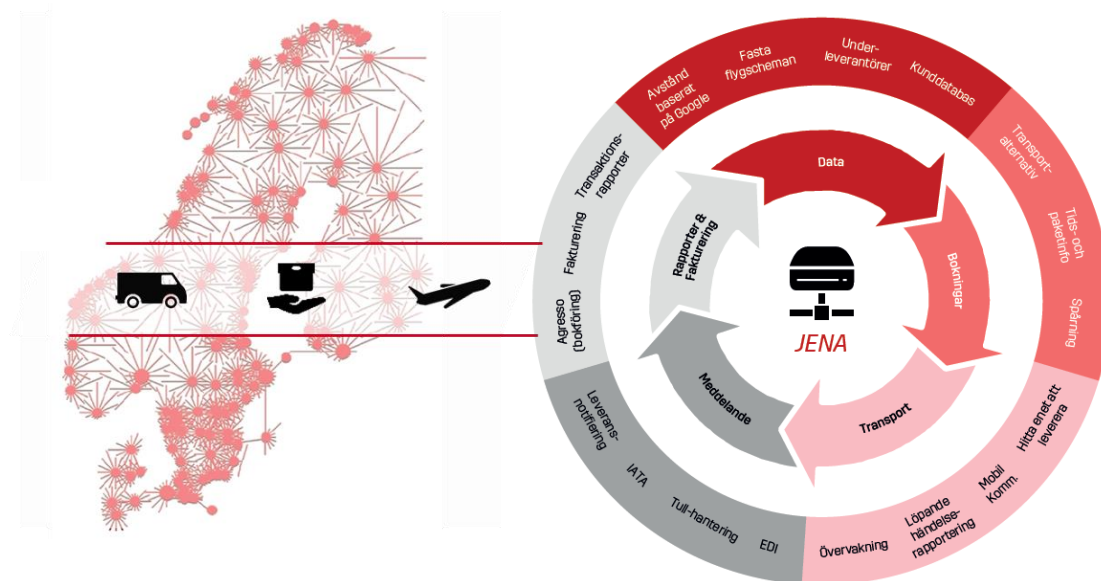 Avstånd
baserat
på Google
Fasta
flygscheman
Under-
leverantörer
Kunddatabas
Transport-
alternativ
Tids- och
paketinfo
Spårning
Hitta enet att
leverera
Mobil
Komm.
Löpande
händelse-
rapportering
Övervakning
EDI
Tull-hantering
IATA
Leverans-
notifiering
Agresso
(bokföring)
Fakturering
Transaktions-
rapporter
Data
Bokningar
Transport
Meddelande
Rapporter &
Fakturering
JENA